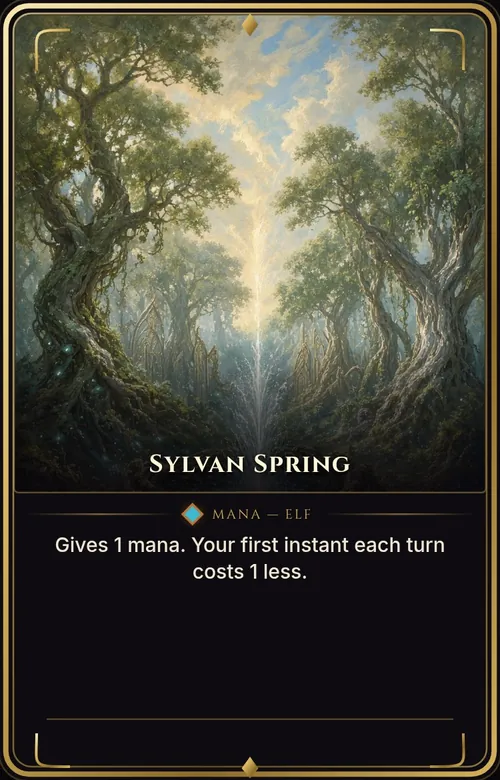 Sylvan Spring
MANA — ELF
Gives 1 mana. Your first instant each turn
costs 1 less.